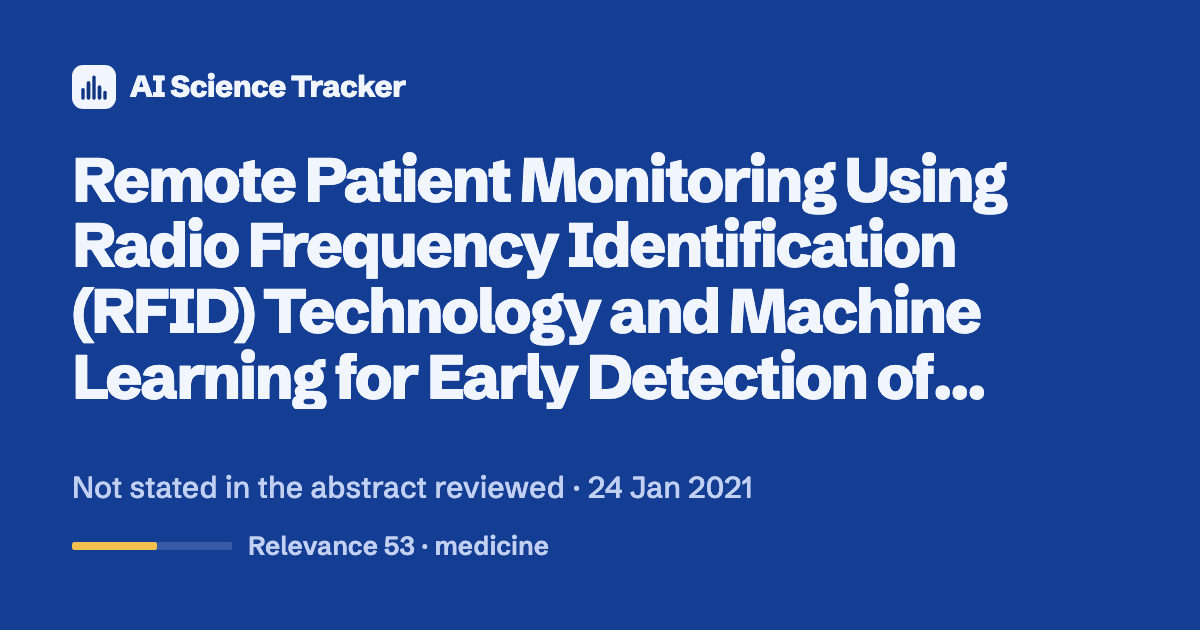 AI Science Tracker
Remote Patient Monitoring Using
Radio Frequency Identification
(RFID) Technology and Machine
Learning for Early Detection of...
Not stated in the abstract reviewed · 24 Jan 2021
Relevance 53 · medicine